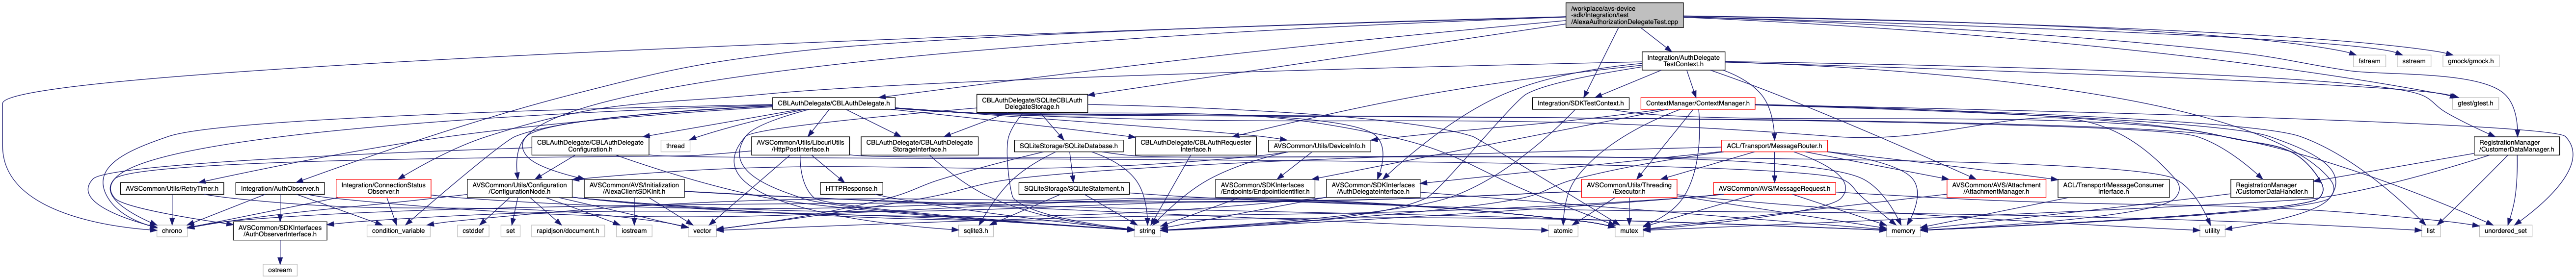 /workplace/avs-device
-sdk/Integration/test
/AlexaAuthorizationDelegateTest.cpp
Integration/AuthDelegate
TestContext.h
fstream
sstream
gmock/gmock.h
CBLAuthDelegate/CBLAuthDelegate.h
CBLAuthDelegate/SQLiteCBLAuth
DelegateStorage.h
Integration/SDKTestContext.h
ContextManager/ContextManager.h
gtest/gtest.h
CBLAuthDelegate/CBLAuthDelegate
Configuration.h
thread
AVSCommon/Utils/LibcurlUtils
/HttpPostInterface.h
CBLAuthDelegate/CBLAuthDelegate
StorageInterface.h
SQLiteStorage/SQLiteDatabase.h
CBLAuthDelegate/CBLAuthRequester
Interface.h
AVSCommon/Utils/DeviceInfo.h
ACL/Transport/MessageRouter.h
RegistrationManager
/CustomerDataManager.h
AVSCommon/Utils/RetryTimer.h
Integration/AuthObserver.h
Integration/ConnectionStatus
Observer.h
AVSCommon/Utils/Configuration
/ConfigurationNode.h
AVSCommon/AVS/Initialization
/AlexaClientSDKInit.h
HTTPResponse.h
SQLiteStorage/SQLiteStatement.h
AVSCommon/SDKInterfaces
/Endpoints/EndpointIdentifier.h
AVSCommon/SDKInterfaces
/AuthDelegateInterface.h
AVSCommon/Utils/Threading
/Executor.h
AVSCommon/AVS/MessageRequest.h
AVSCommon/AVS/Attachment
/AttachmentManager.h
ACL/Transport/MessageConsumer
Interface.h
RegistrationManager
/CustomerDataHandler.h
chrono
AVSCommon/SDKInterfaces
/AuthObserverInterface.h
condition_variable
cstddef
set
rapidjson/document.h
iostream
vector
sqlite3.h
string
atomic
mutex
memory
utility
list
unordered_set
ostream